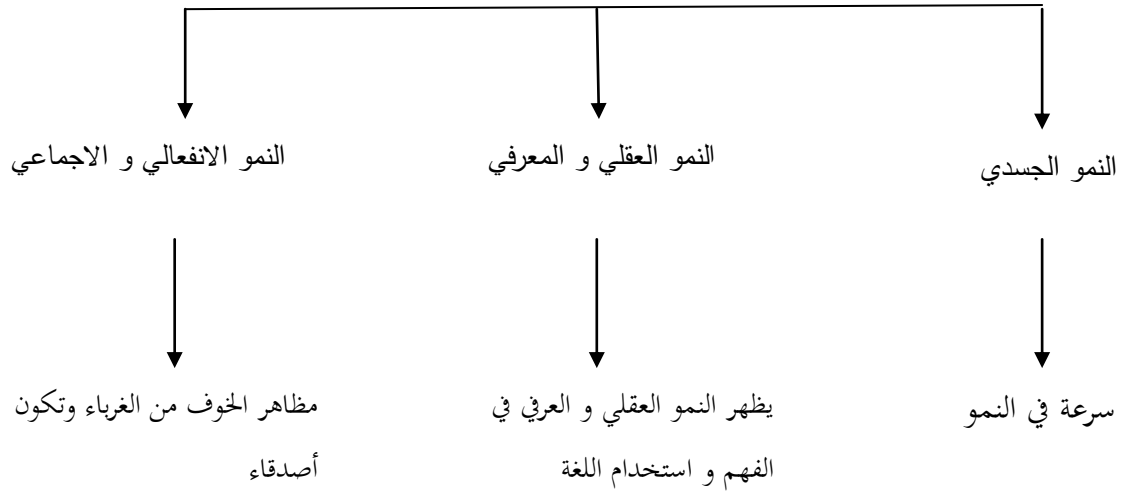 النمو الجسدي
النمو العقلي و المعرفي
النمو الانفعالي و الاجماعي
سرعة في النمو
يظهر النمو العقلي و العرفي في
الفهم و استخدام اللغة
مظاهر الخوف من الغرباء وتكون
أصدقاء